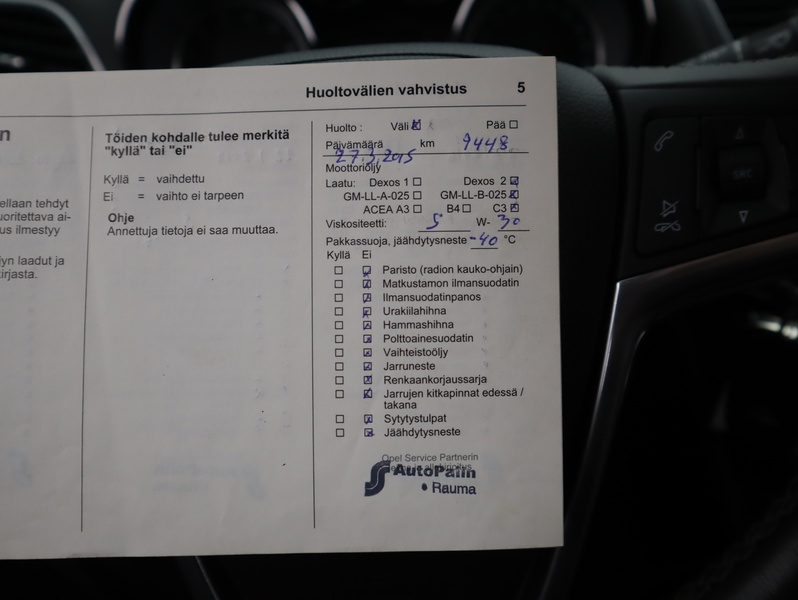 Huoltovälien vahvistus 5
n
ellaan tehdyt
uoritettava ai-
us ilmestyy
yn laadut ja
irjasta.
Töiden kohdalle tulee merkitä
"kyllä" tai "ei"
Kyllä = vaihdettu
Ei = vaihto ei tarpeen
Ohje
Annettuja tietoja ei saa muuttaa.
Huolto : Väli ☒ Pää ☐
Päivämäärä km 9448
27.3.2015
Moottoriöljy
Laatu: Dexos 1 ☐ Dexos 2 ☒
GM-LL-A-025 ☐ GM-LL-B-025 ☒
ACEA A3 ☐ B4 ☐ C3 ☒
Viskositeetti: 5 W- 30
Pakkassuoja, jäähdytysneste -40 °C
Kyllä Ei
☐ ☒ Paristo (radion kauko-ohjain)
☐ ☒ Matkustamon ilmansuodatin
☐ ☒ Ilmansuodatinpanos
☐ ☒ Urakiilahihna
☐ ☒ Hammashihna
☐ ☒ Polttoainesuodatin
☐ ☒ Vaihteistoöljy
☐ ☒ Jarruneste
☐ ☒ Renkaankorjaussarja
☐ ☒ Jarrujen kitkapinnat edessä /
takana
☐ ☒ Sytytystulpat
☐ ☒ Jäähdytysneste
Opel Service Partnerin
AutoPalin
• Rauma
SRC